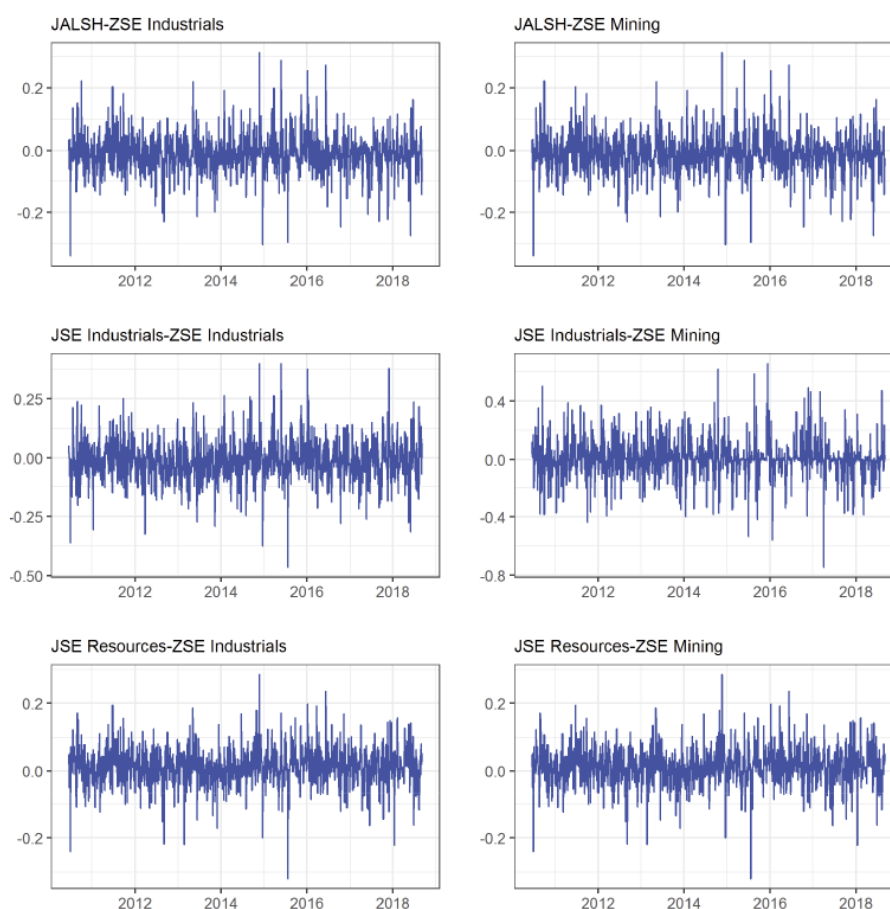 JALSH-ZSE Industrials
0.2
0.0
-0.2
2012 2014 2016 2018
JALSH-ZSE Mining
0.2
0.0
-0.2
2012 2014 2016 2018
JSE Industrials-ZSE Industrials
0.25
0.00
-0.25
-0.50
2012 2014 2016 2018
JSE Industrials-ZSE Mining
0.4
0.0
-0.4
-0.8
2012 2014 2016 2018
JSE Resources-ZSE Industrials
0.2
0.0
-0.2
2012 2014 2016 2018
JSE Resources-ZSE Mining
0.2
0.0
-0.2
2012 2014 2016 2018